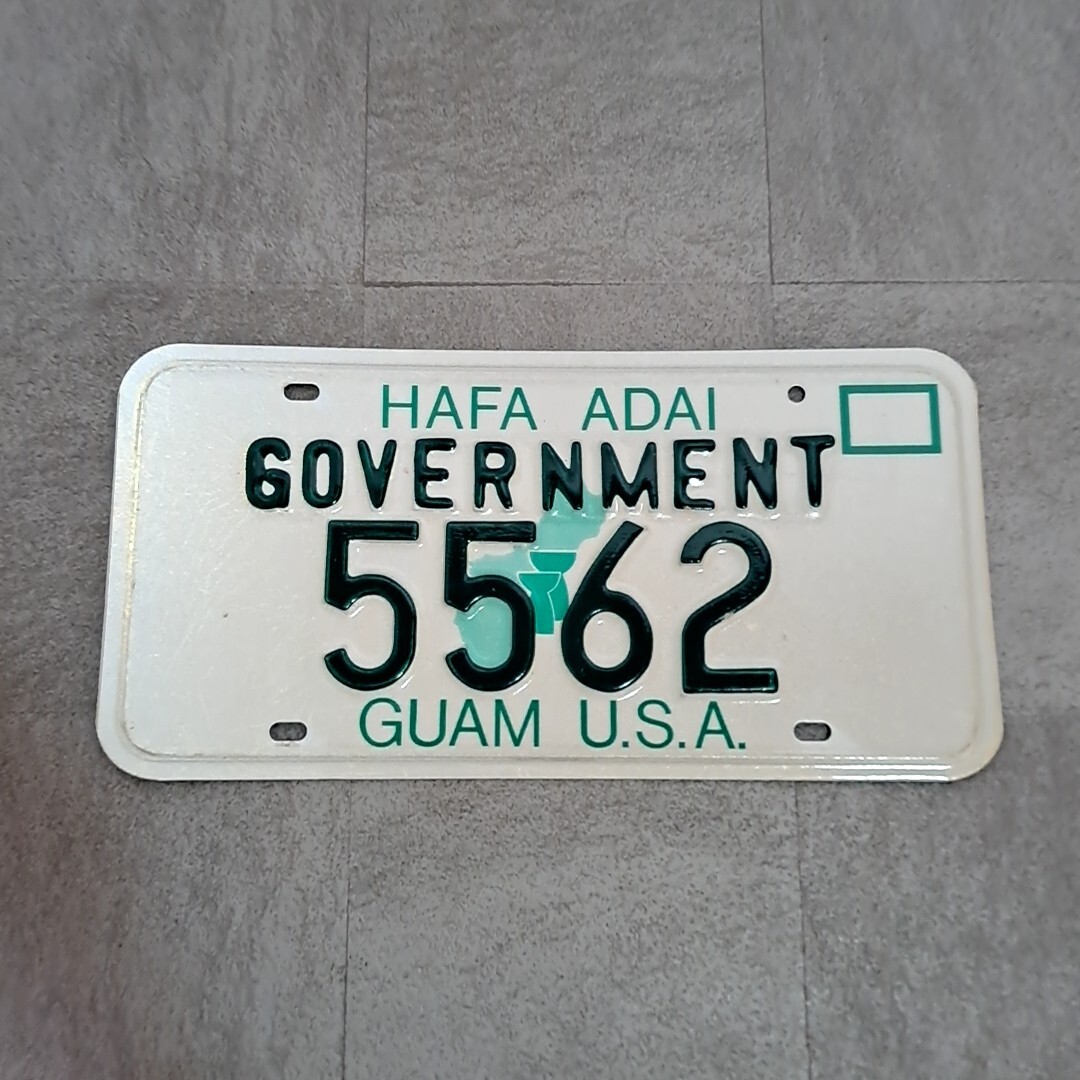 HAFA ADAI
GOVERNMENT
5562
GUAM U.S.A.